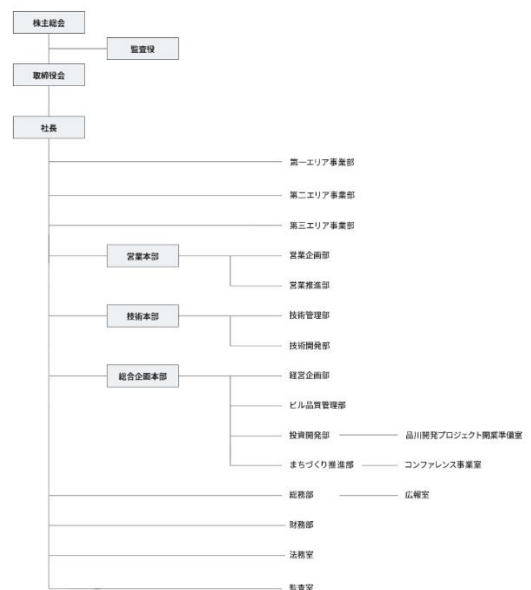 株主総会
監査役
取締役会
社長
第一エリア事業部
第二エリア事業部
第三エリア事業部
営業本部
営業企画部
営業推進部
技術本部
技術管理部
技術開発部
総合企画本部
経営企画部
ビル品質管理部
投資開発部 品川開発プロジェクト開業準備室
まちづくり推進部 コンファレンス事業室
総務部 広報室
財務部
法務室
監査室